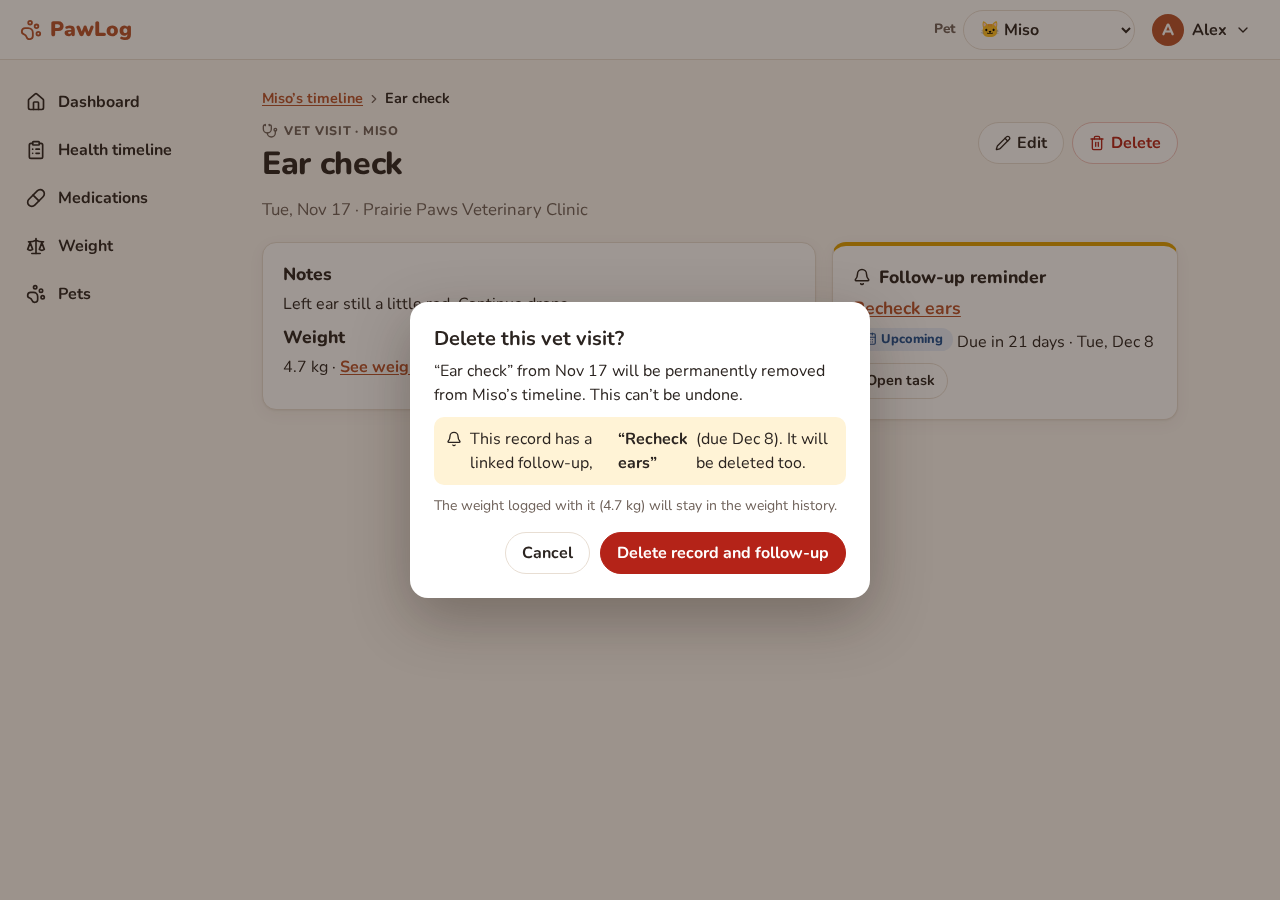 PawLog
Pet
Miso
A
Alex
Dashboard
Health timeline
Medications
Weight
Pets
Miso’s timeline > Ear check
VET VISIT · MISO
Ear check
Tue, Nov 17 · Prairie Paws Veterinary Clinic
Edit
Delete
Notes
Left ear still a little red. Continue drops.
Weight
4.7 kg · See
Follow-up reminder
ears
Upcoming
Due in 21 days · Tue, Dec 8
Open task
Delete this vet visit?
“Ear check” from Nov 17 will be permanently removed
from Miso’s timeline. This can’t be undone.
This record has a
linked follow-up,
“Recheck
ears”
(due Dec 8). It will
be deleted too.
The weight logged with it (4.7 kg) will stay in the weight history.
Cancel
Delete record and follow-up